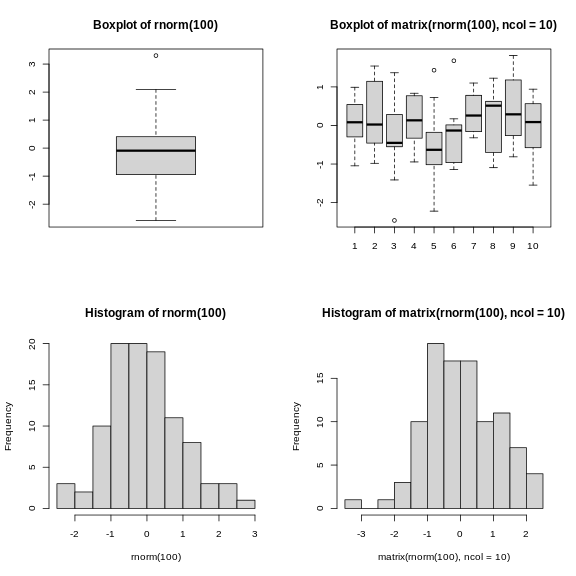 Boxplot of rnorm(100)
3
2
1
0
-1
-2
Boxplot of matrix(rnorm(100), ncol = 10)
1
0
-1
-2
1 2 3 4 5 6 7 8 9 10
Histogram of rnorm(100)
Frequency
20
15
10
5
0
-2 -1 0 1 2 3
rnorm(100)
Histogram of matrix(rnorm(100), ncol = 10)
Frequency
15
10
5
0
-3 -2 -1 0 1 2
matrix(rnorm(100), ncol = 10)